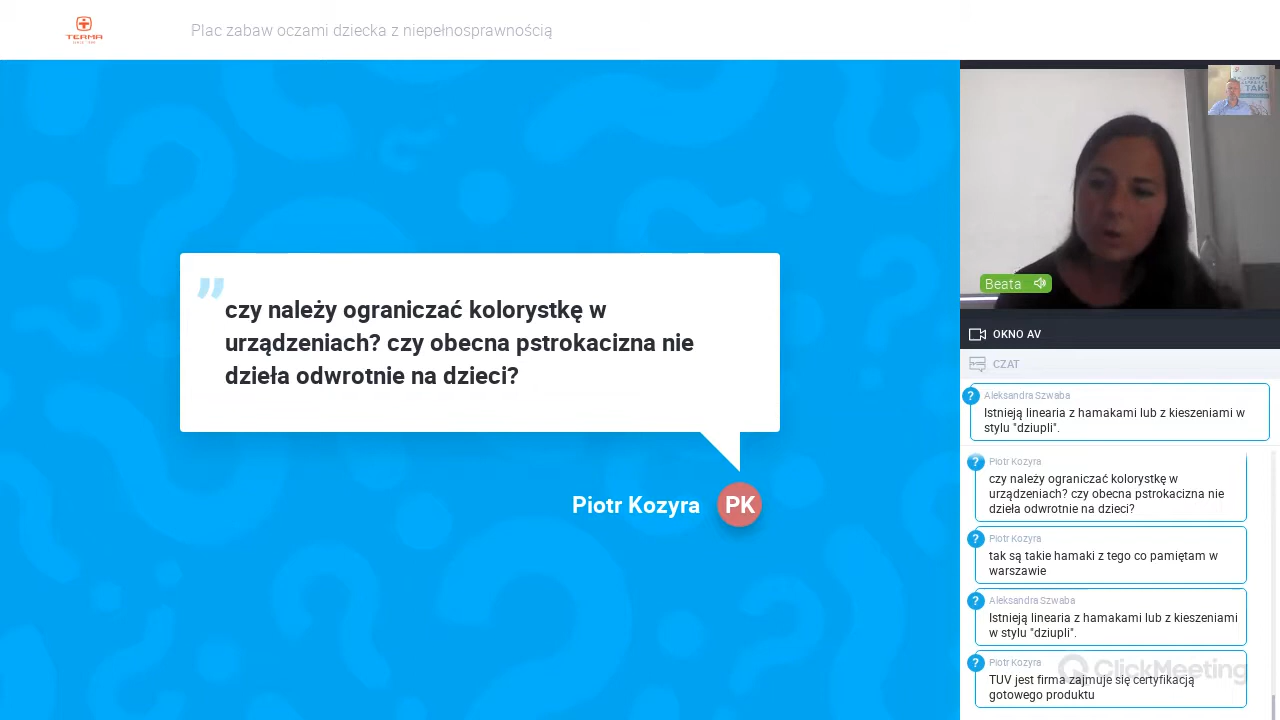 TERMA
Plac zabaw oczami dziecka z niepełnosprawnością
czy należy ograniczać kolorystkę w
urządzeniach? czy obecna pstrokacizna nie
dzieła odwrotnie na dzieci?
Piotr Kozyra PK
TAK!
Beata
OKNO AV
CZAT
Aleksandra Szwaba
Istnieją linearia z hamakami lub z kieszeniami w
stylu "dziupli".
Piotr Kozyra
czy należy ograniczać kolorystkę w
urządzeniach? czy obecna pstrokacizna nie
dzieła odwrotnie na dzieci?
Piotr Kozyra
tak są takie hamaki z tego co pamiętam w
warszawie
Aleksandra Szwaba
Istnieją linearia z hamakami lub z kieszeniami
w stylu "dziupli".
Piotr Kozyra
TUV jest firma zajmuje się certyfikacją
gotowego produktu
ClickMeeting